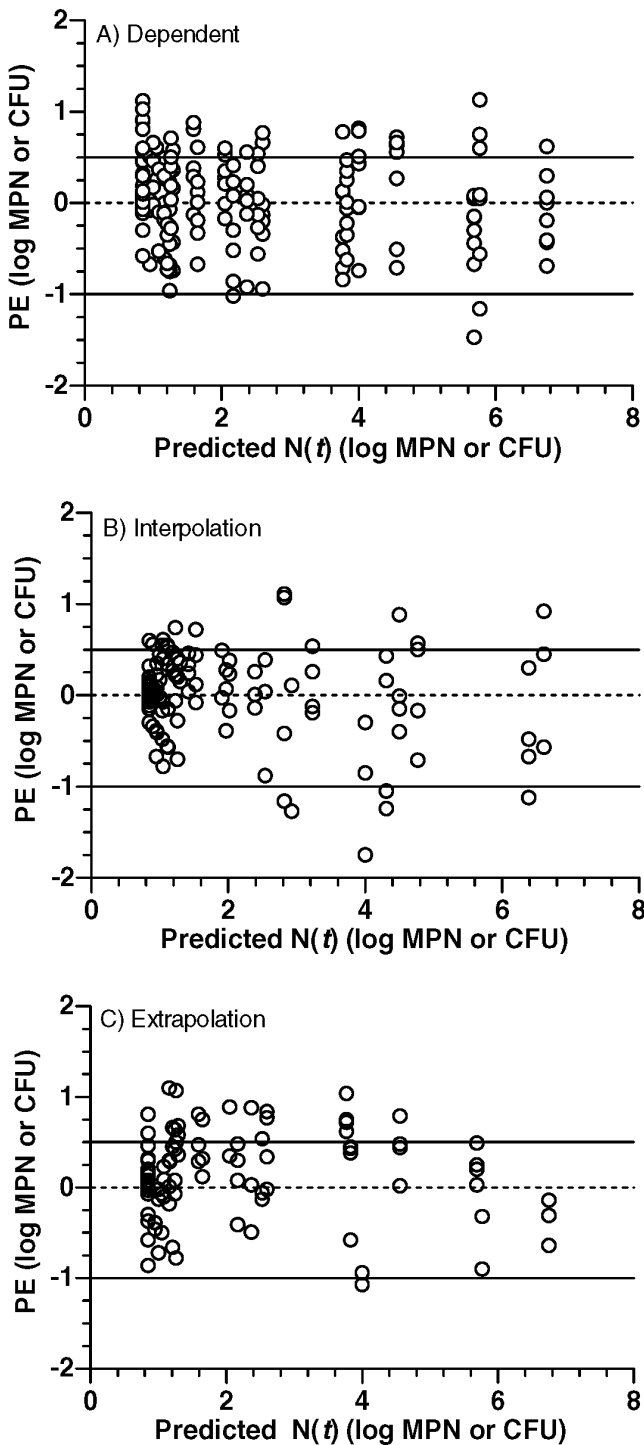 A) Dependent
2
1
0
-1
-2
PE (log MPN or CFU)
0 2 4 6 8
Predicted N(t) (log MPN or CFU)
B) Interpolation
2
1
0
-1
-2
PE (log MPN or CFU)
0 2 4 6 8
Predicted N(t) (log MPN or CFU)
C) Extrapolation
2
1
0
-1
-2
PE (log MPN or CFU)
0 2 4 6 8
Predicted N(t) (log MPN or CFU)